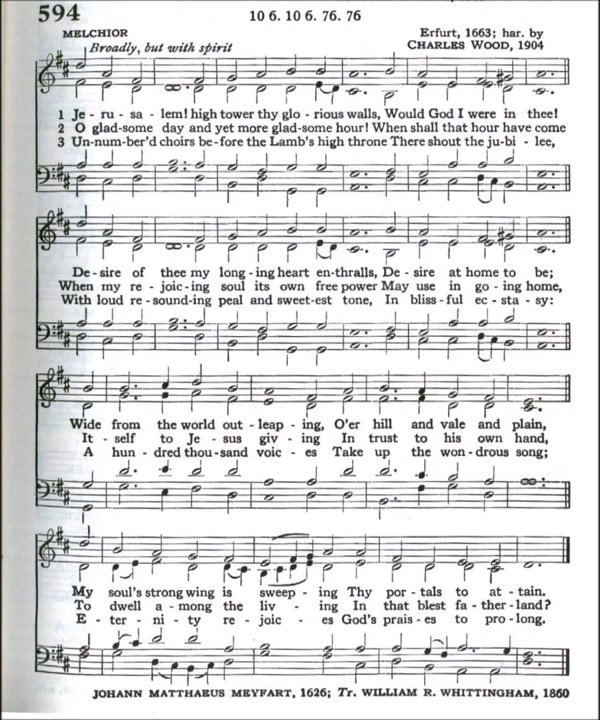 594
10 6. 10 6. 76. 76
MELCHIOR
Erfurt, 1663; har. by
Broadly, but with spirit
CHARLES WOOD, 1904
1 Je - ru - sa - lem! high tower thy glo - rious walls, Would God I were in thee!
2 O glad-some day and yet more glad-some hour! When shall that hour have come
3 Un-num-ber'd choirs be-fore the Lamb's high throne There shout the ju-bi - lee,
De - sire of thee my long - ing heart en-thralls, De - sire at home to be;
When my re - joic-ing soul its own free power May use in go - ing home,
With loud re-sound-ing peal and sweet-est tone, In bliss-ful ec - sta - sy:
Wide from the world out - leap - ing, O'er hill and vale and plain,
It - self to Je - sus giv - ing In trust to his own hand,
A hun - dred thou-sand voic - es Take up the won-drous song;
My soul's strong wing is sweep - ing Thy por - tals to at - tain.
To dwell a - mong the liv - ing In that blest fa - ther-land?
E - ter - ni - ty re - joic - es God's prais - es to pro - long.
JOHANN MATTHAEUS MEYFART, 1626; Tr. WILLIAM R. WHITTINGHAM, 1860